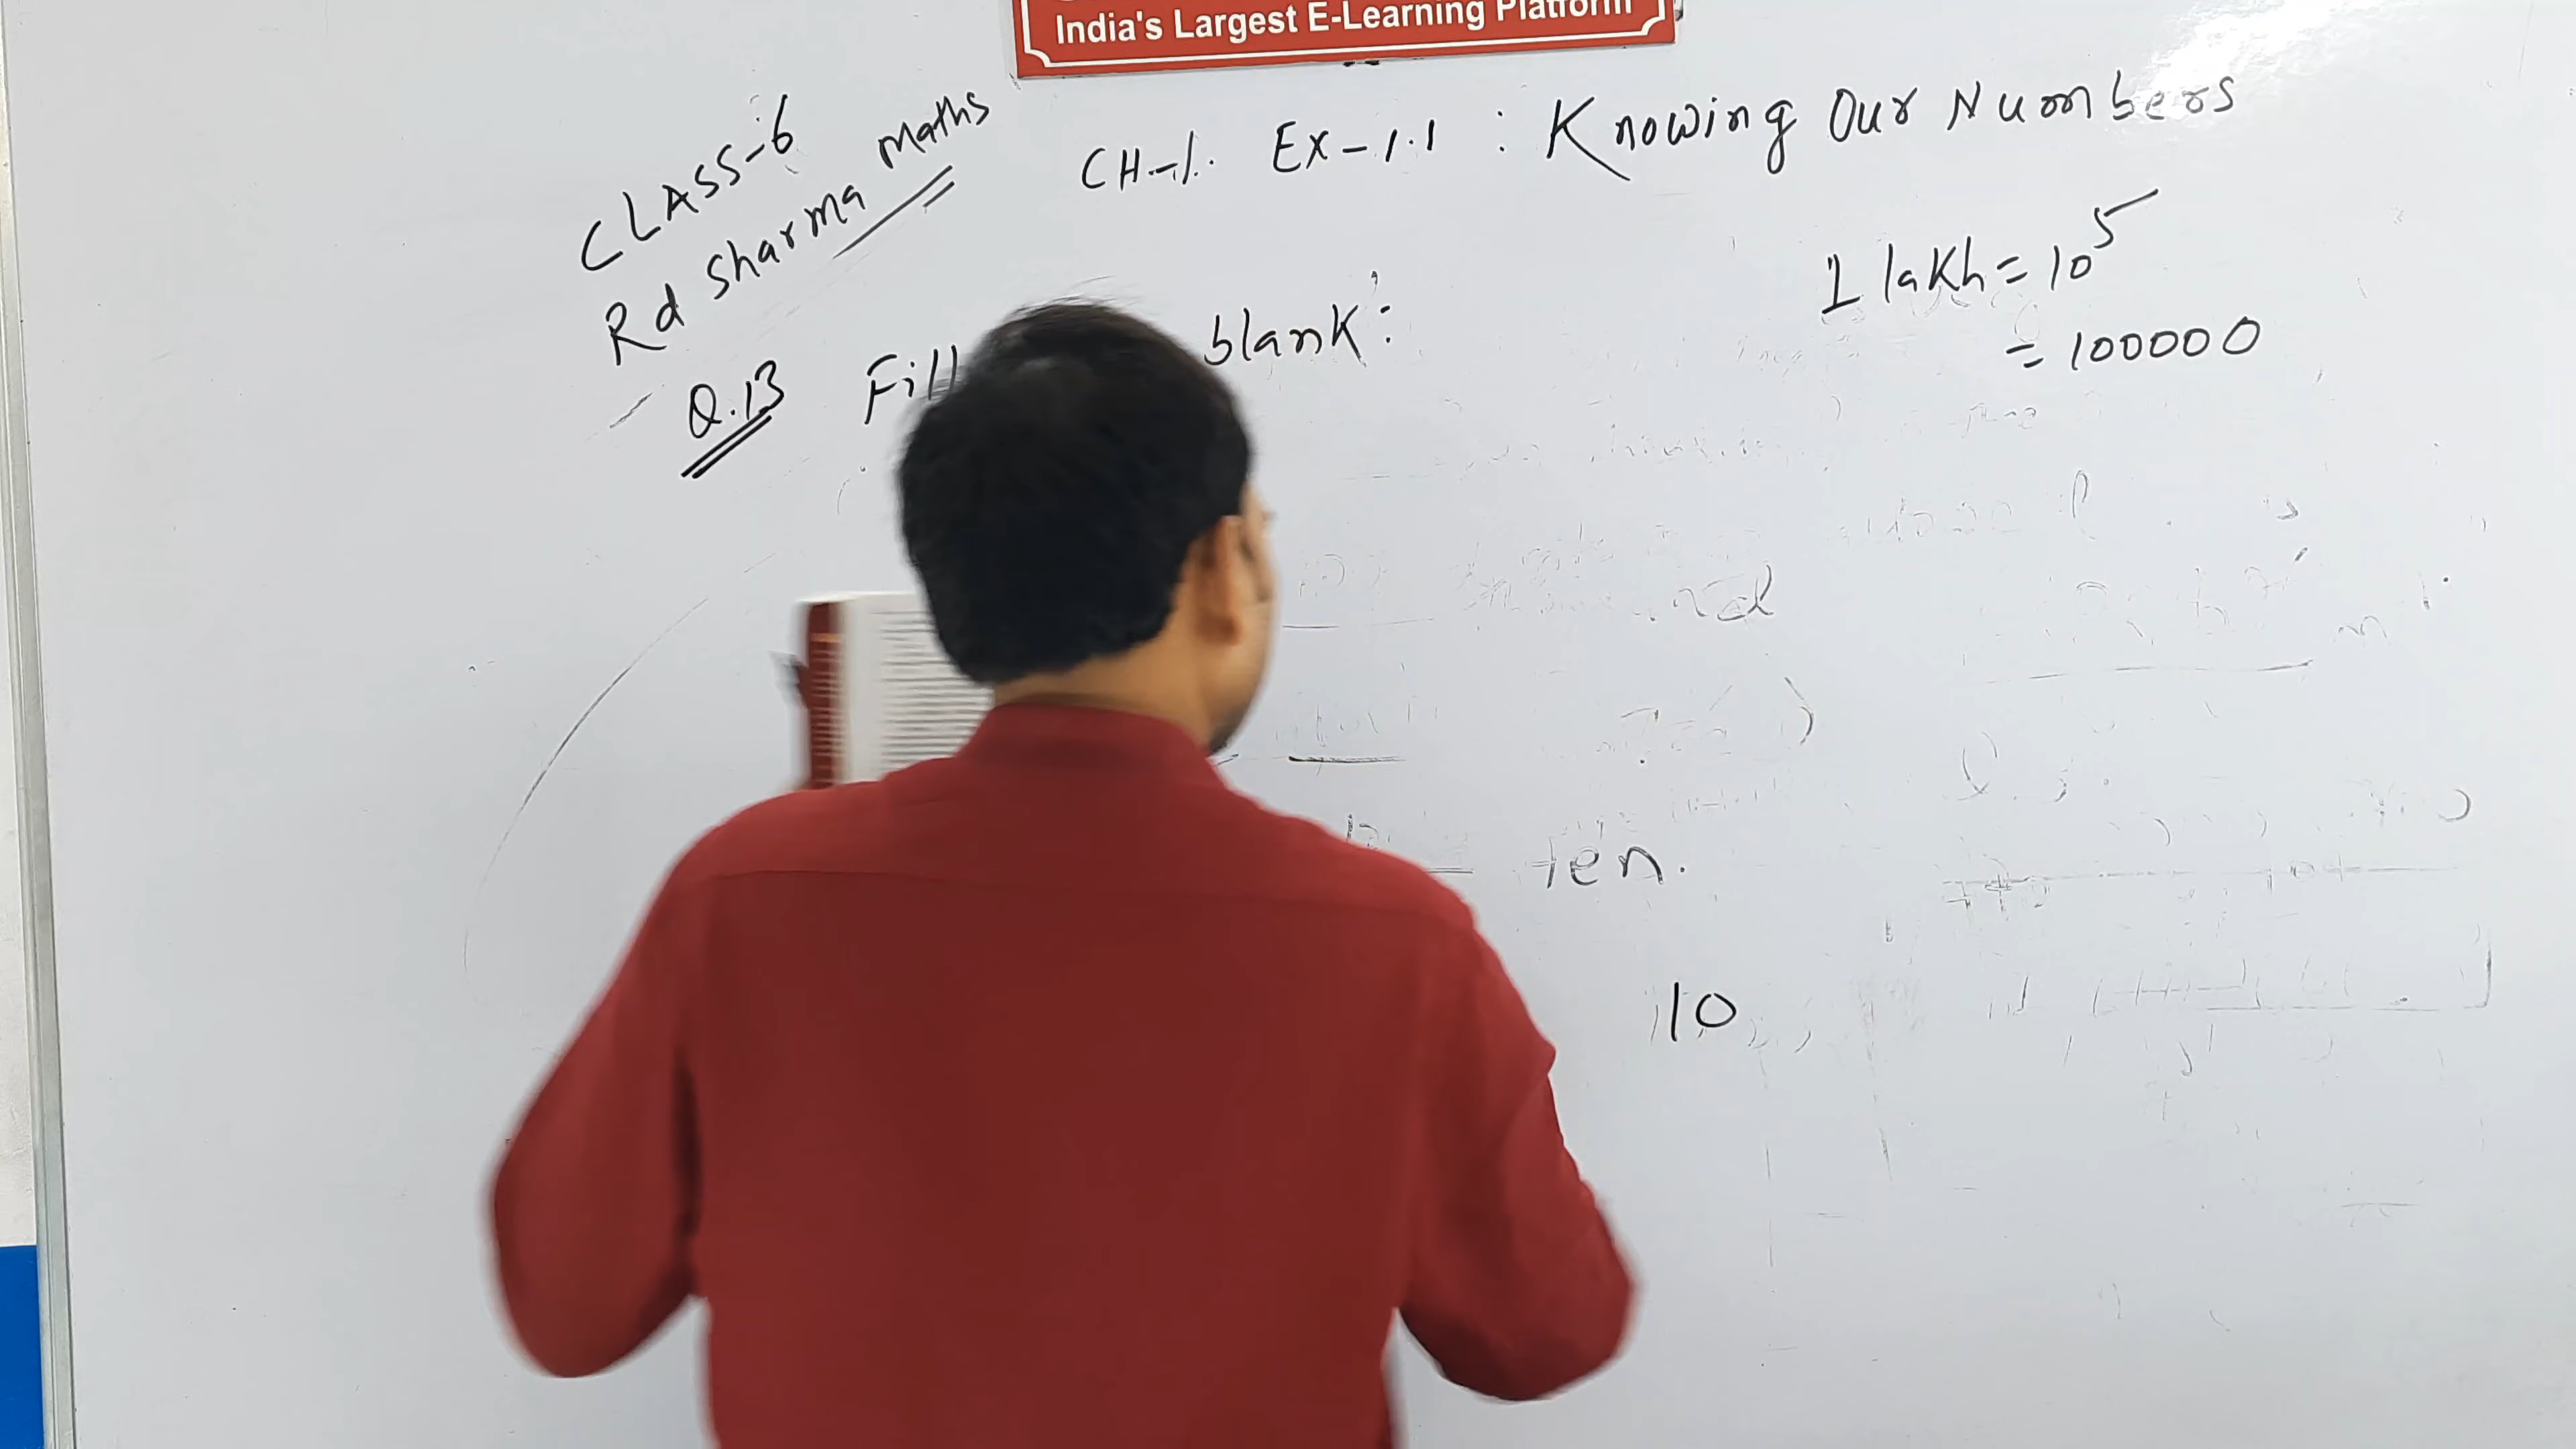 India's Largest E-Learning Platform
CLASS-6
Rd Sharma Maths
CH-1. Ex-1.1 : Knowing Our Numbers
1 lakh = 10⁵
= 100000
Q.13 Fill blank:
ten.
10